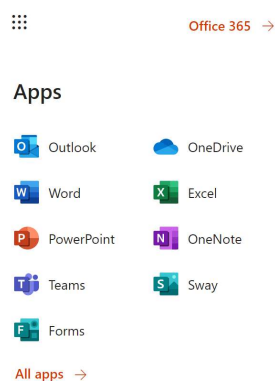 Office 365 →
Apps
Outlook
OneDrive
Word
Excel
PowerPoint
OneNote
Teams
Sway
Forms
All apps →